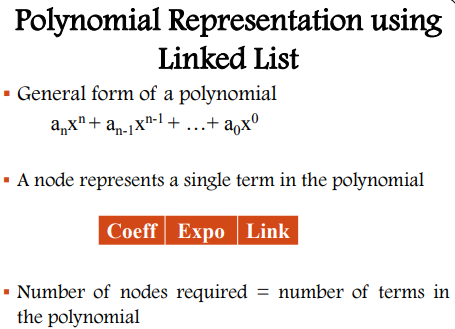 Polynomial Representation using
Linked List
▪ General form of a polynomial
aₙxⁿ + aₙ₋₁xⁿ⁻¹ + …+ a₀x⁰
▪ A node represents a single term in the polynomial
Coeff Expo Link
▪ Number of nodes required = number of terms in
the polynomial